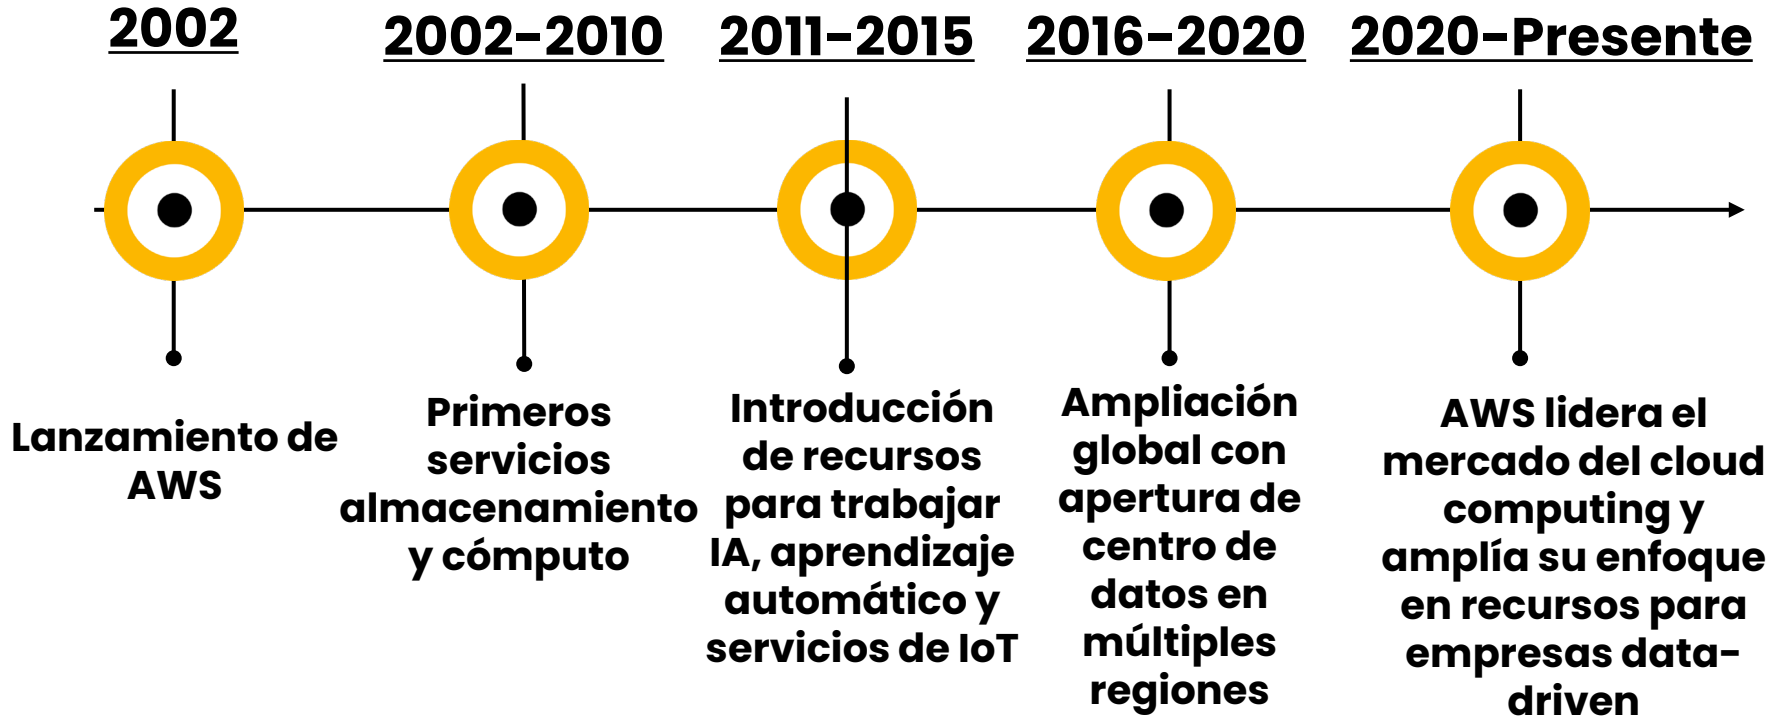 2002
Lanzamiento de
AWS
2002-2010
Primeros
servicios
almacenamiento
y cómputo
2011-2015
Introducción
de recursos
para trabajar
IA, aprendizaje
automático y
servicios de IoT
2016-2020
Ampliación
global con
apertura de
centro de
datos en
múltiples
regiones
2020-Presente
AWS lidera el
mercado del cloud
computing y
amplía su enfoque
en recursos para
empresas data-
driven